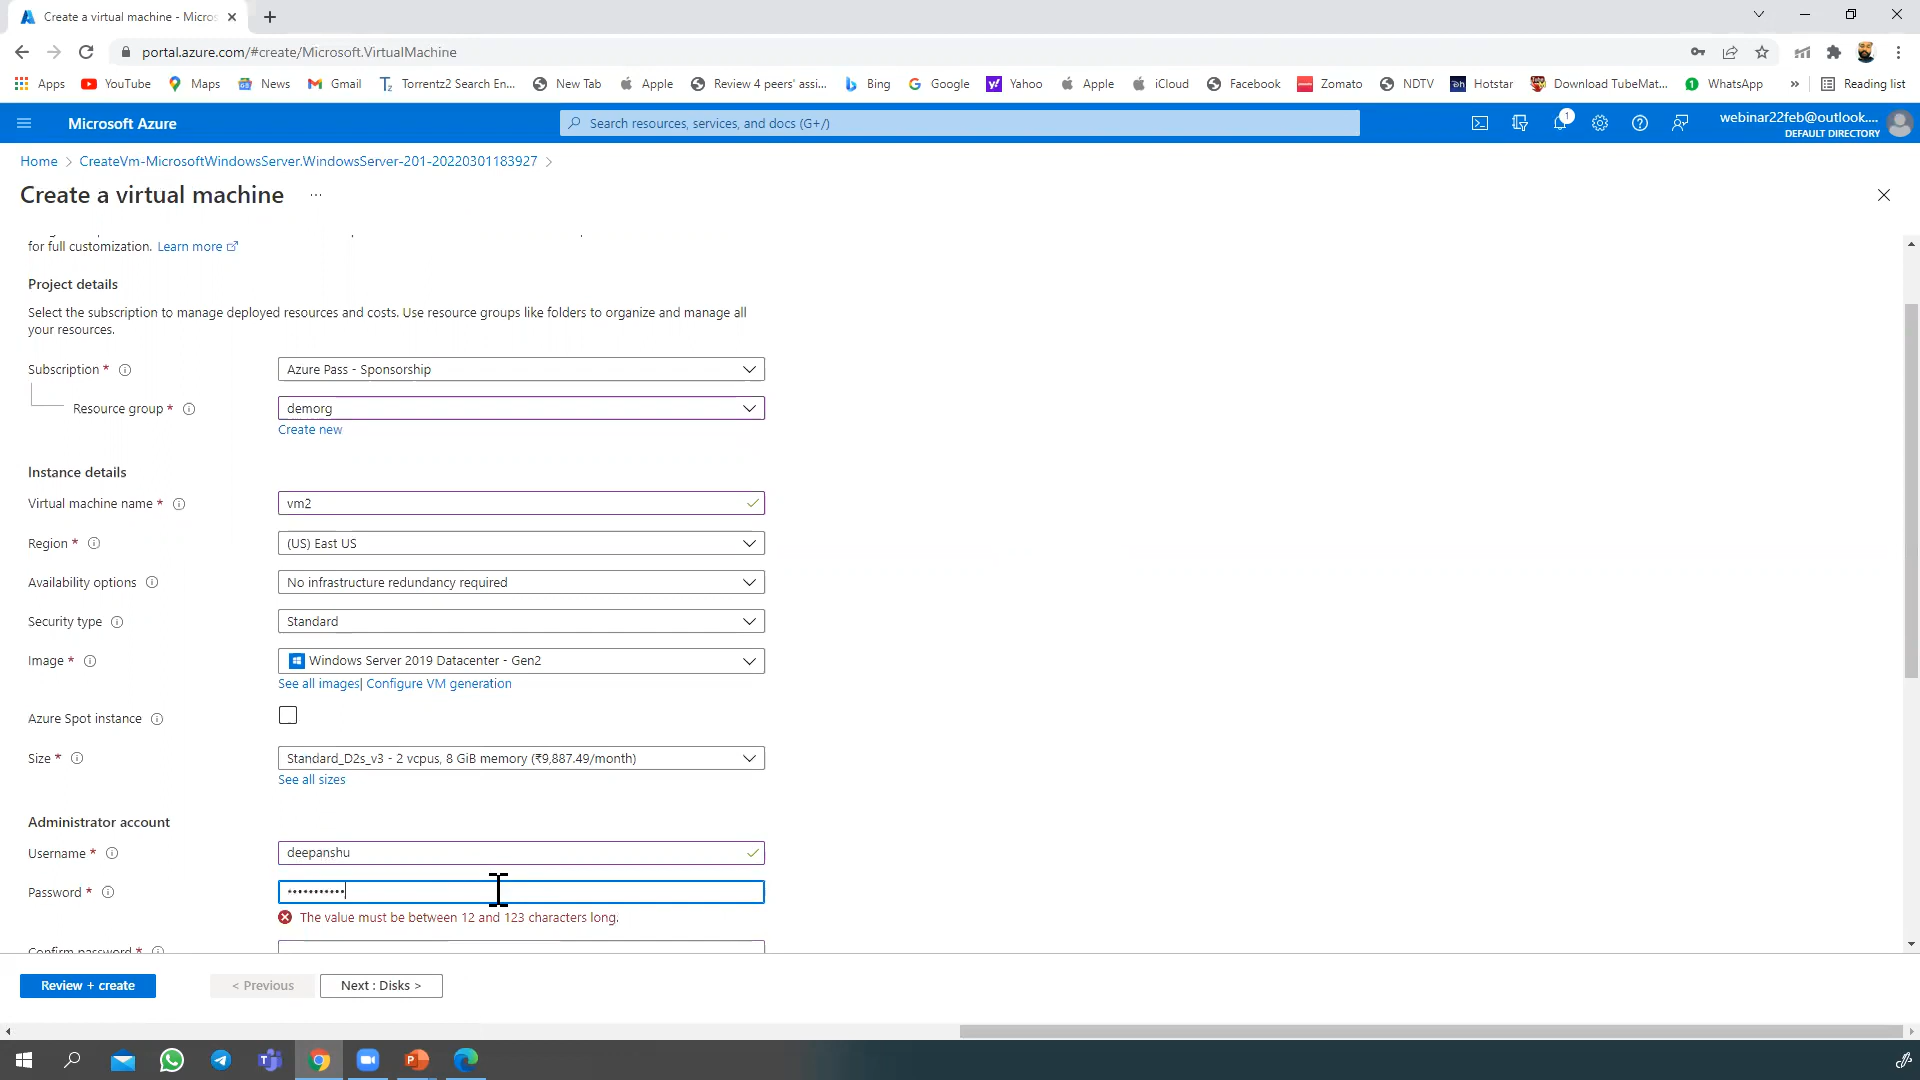 Create a virtual machine - Micros
portal.azure.com/#create/Microsoft.VirtualMachine
Apps YouTube Maps News Gmail Torrentz2 Search En... New Tab Apple Review 4 peers' assi... Bing Google Yahoo Apple iCloud Facebook Zomato NDTV Hotstar Download TubeMat... WhatsApp » Reading list
Microsoft Azure
Search resources, services, and docs (G+/)
1
webinar22feb@outlook....
DEFAULT DIRECTORY
Home > CreateVm-MicrosoftWindowsServer.WindowsServer-201-20220301183927 >
Create a virtual machine ...
for full customization. Learn more
Project details
Select the subscription to manage deployed resources and costs. Use resource groups like folders to organize and manage all
your resources.
Subscription * Azure Pass - Sponsorship
Resource group * demorg
Create new
Instance details
Virtual machine name * vm2
Region * (US) East US
Availability options No infrastructure redundancy required
Security type Standard
Image * Windows Server 2019 Datacenter - Gen2
See all images| Configure VM generation
Azure Spot instance
Size * Standard_D2s_v3 - 2 vcpus, 8 GiB memory (₹9,887.49/month)
See all sizes
Administrator account
Username * deepanshu
Password * •••••••••••
The value must be between 12 and 123 characters long.
Confirm password *
Review + create < Previous Next : Disks >